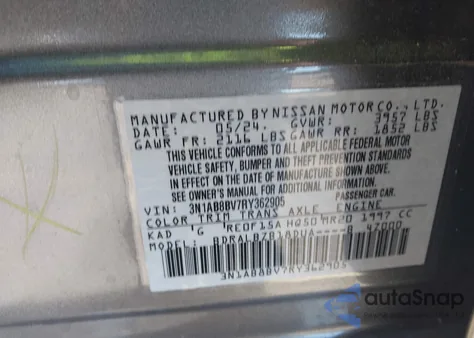 MANUFACTURED BY NISSAN MOTOR CO., LTD.
DATE: 05/24 GVWR: 3957 LBS
GAWR FR: 2116 LBS GAWR RR: 1852 LBS
THIS VEHICLE CONFORMS TO ALL APPLICABLE FEDERAL MOTOR
VEHICLE SAFETY, BUMPER AND THEFT PREVENTION STANDARDS
IN EFFECT ON THE DATE OF MANUFACTURE SHOWN ABOVE.
SEE OWNER'S MANUAL FOR ADDITIONAL INFORMATION.
VIN: 3N1AB8BV7RY362905 PASSENGER CAR
COLOR TRIM TRANS AXLE ENGINE
KAD 'G RE0F15A HQ50 MR20 1997 CC
47000
3N1AB8BV7RY362905
autoSnap